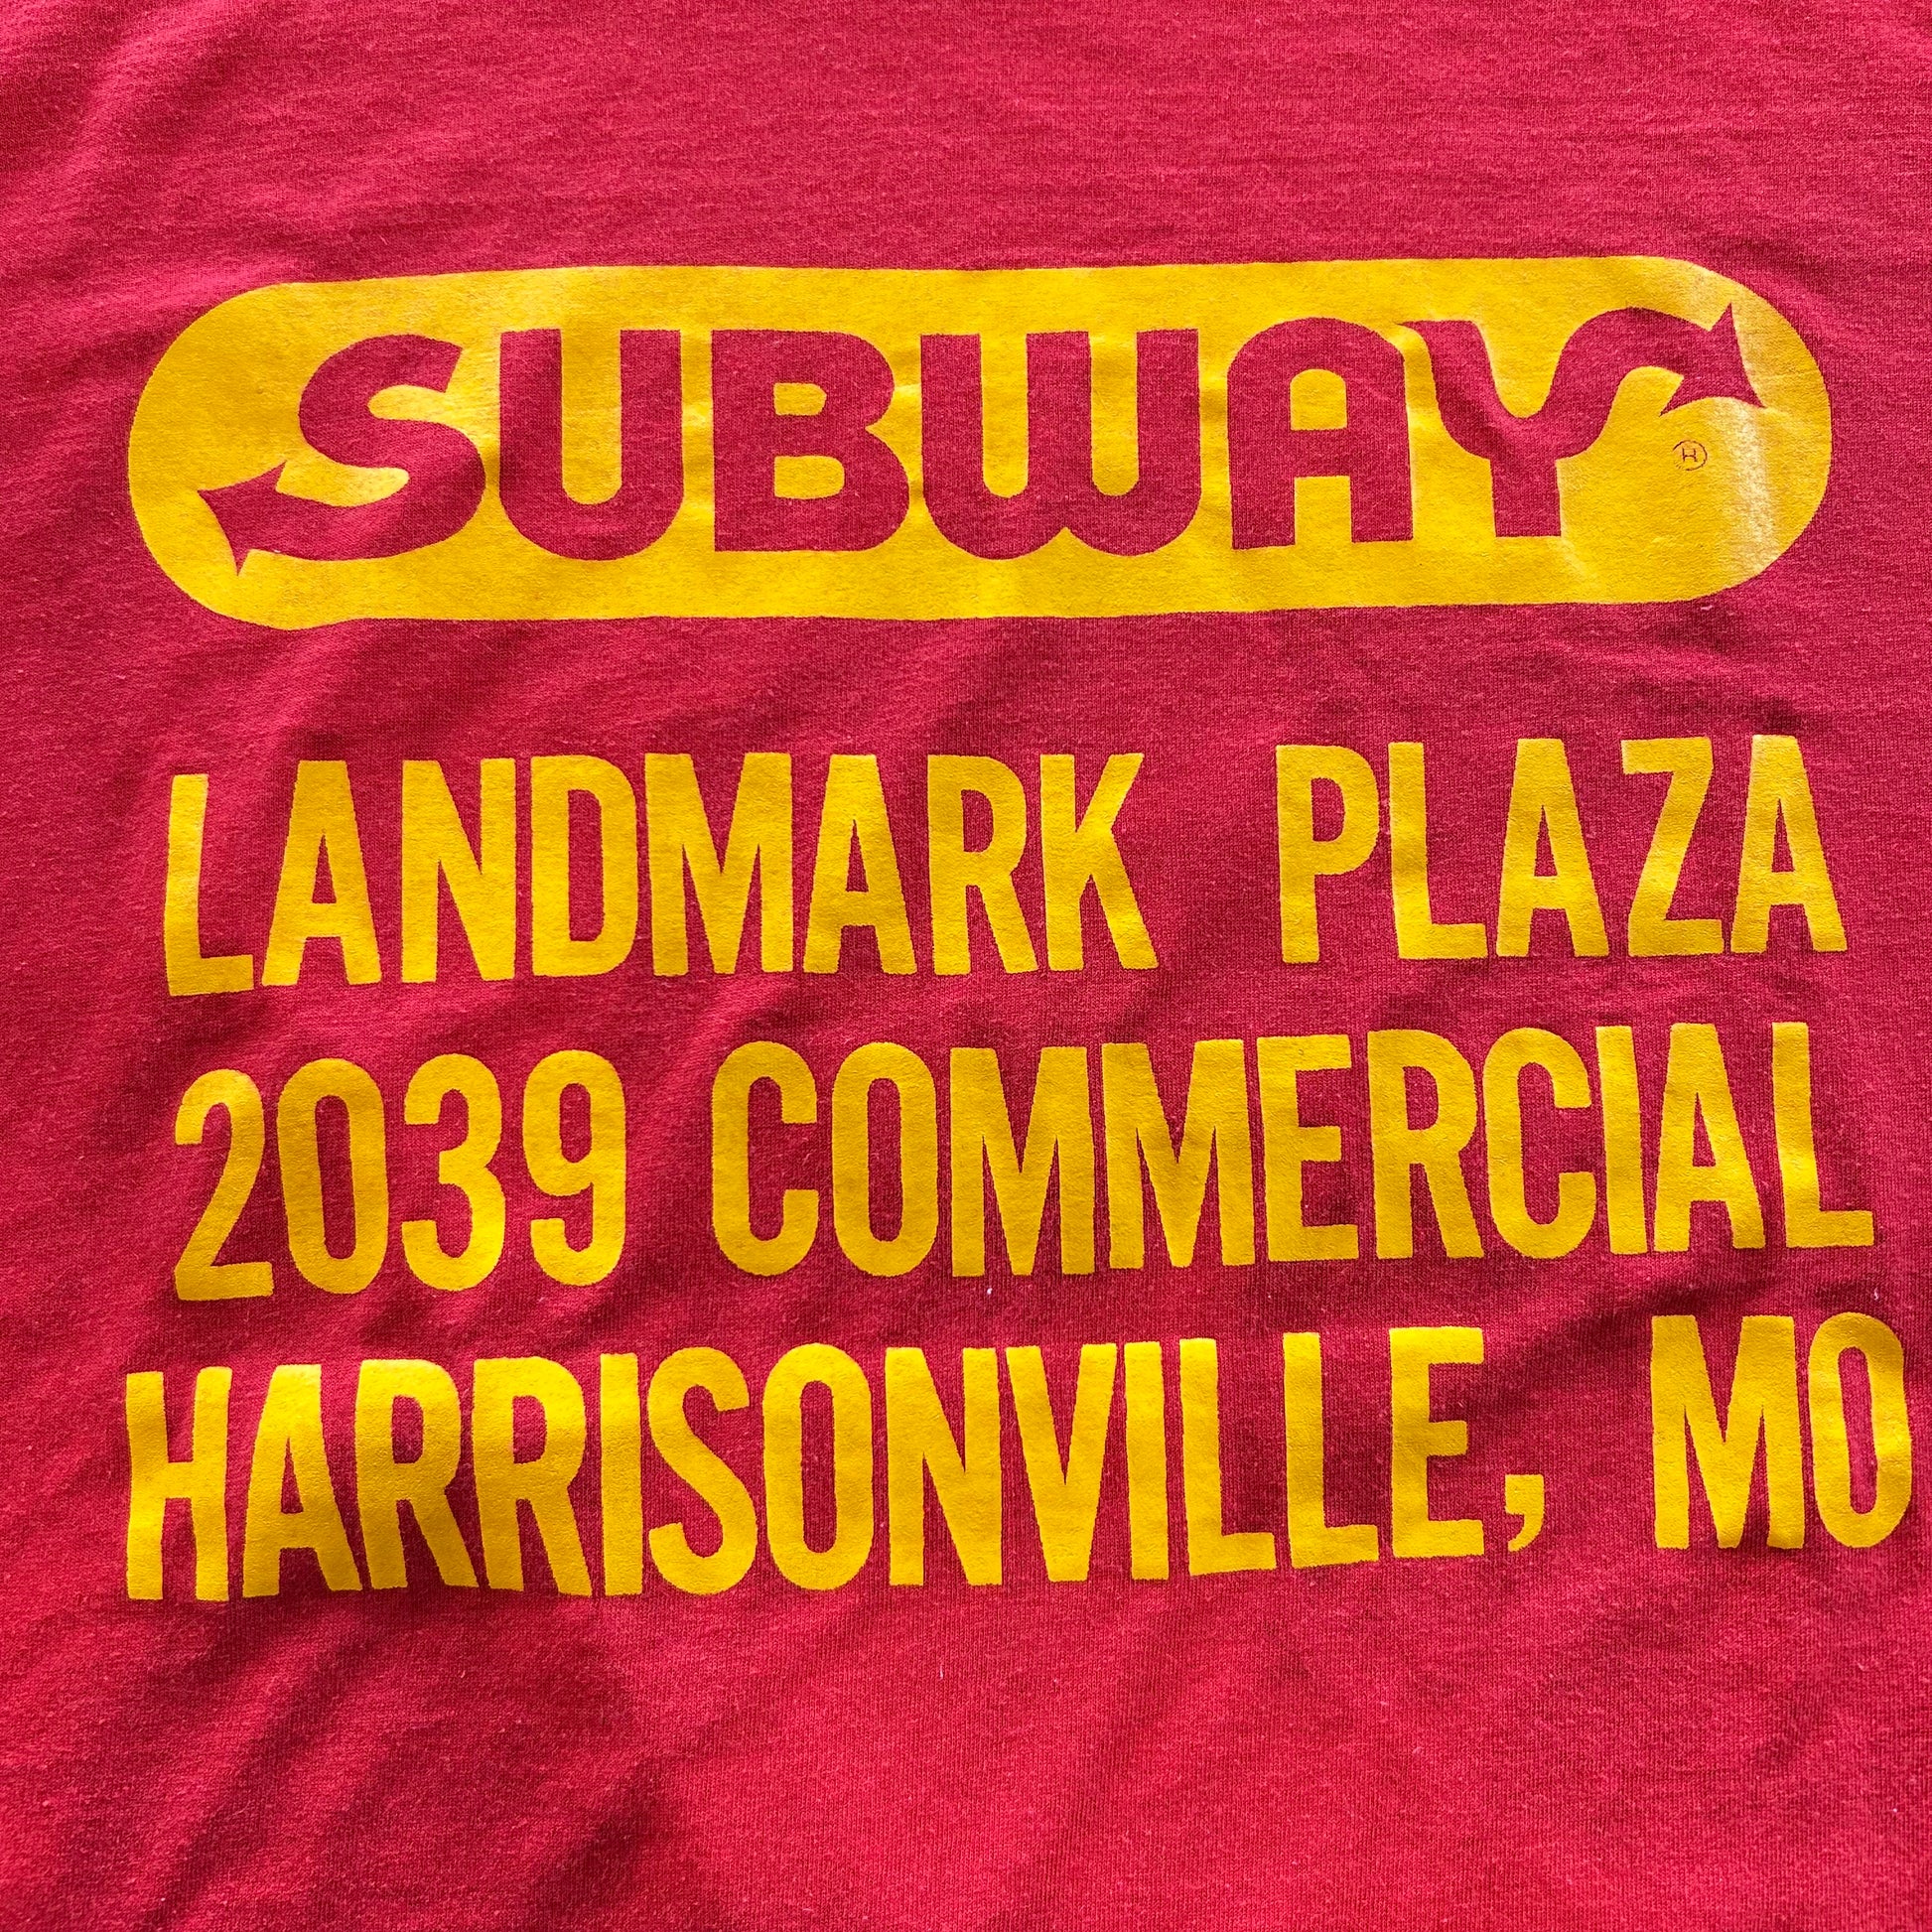 SUBWAY®
LANDMARK PLAZA
2039 COMMERCIAL
HARRISONVILLE, MO